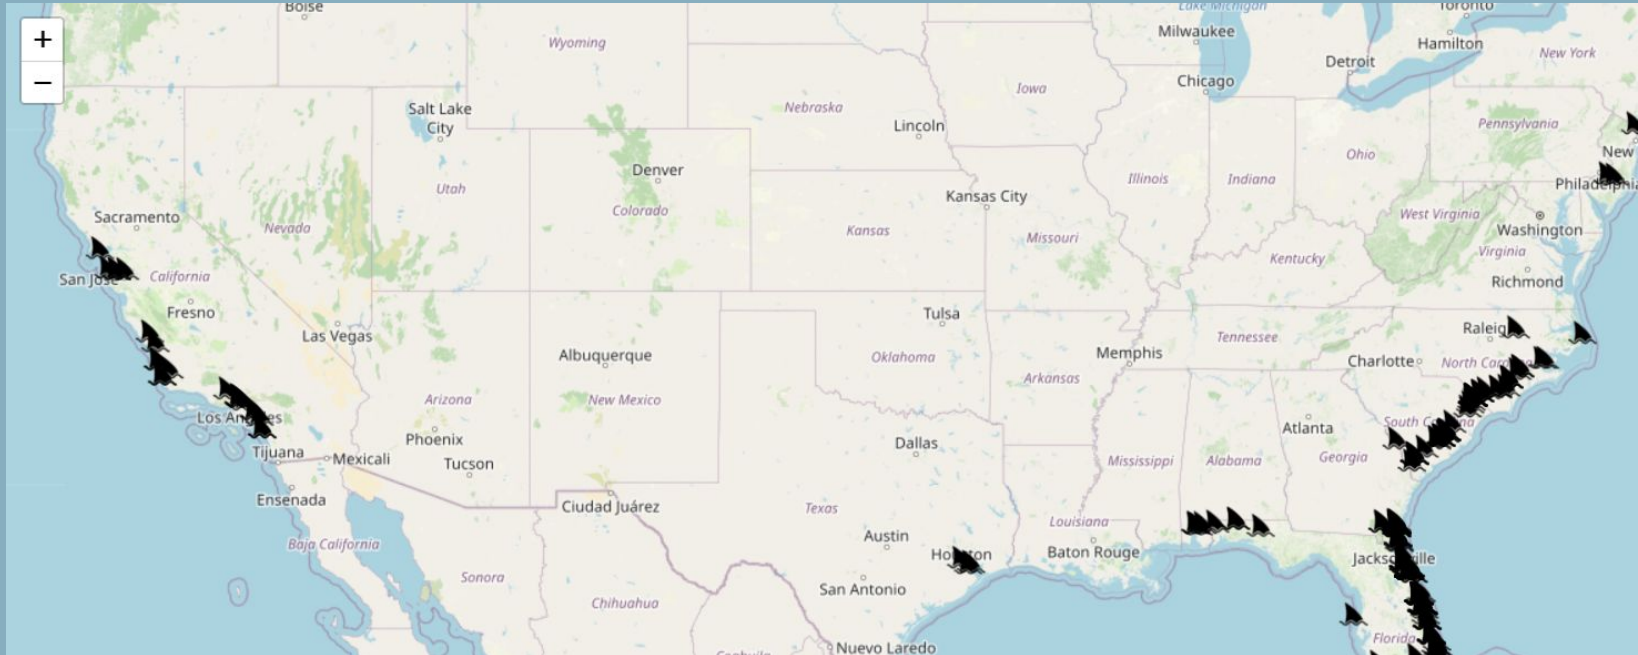 +
−
Boise
Wyoming
Lake Michigan
Milwaukee
Toronto
Hamilton
New York
Detroit
Chicago
Iowa
Salt Lake
City
Nebraska
Lincoln
Pennsylvania
New
Ohio
Denver
Utah
Colorado
Illinois
Indiana
Philadelphia
Kansas City
Sacramento
Nevada
Kansas
Missouri
West Virginia
Washington
Virginia
Kentucky
San Jose
California
Richmond
Fresno
Las Vegas
Tulsa
Raleig
Tennessee
Albuquerque
Oklahoma
Memphis
Charlotte
North Car
Arkansas
Los Angeles
Arizona
New Mexico
Atlanta
South Ca
Phoenix
Dallas
Tijuana
Mexicali
Tucson
Mississippi
Alabama
Georgia
Ensenada
Ciudad Juárez
Texas
Louisiana
Baja California
Austin
Houston
Baton Rouge
Jacksonville
Sonora
San Antonio
Chihuahua
Florida
Nuevo Laredo